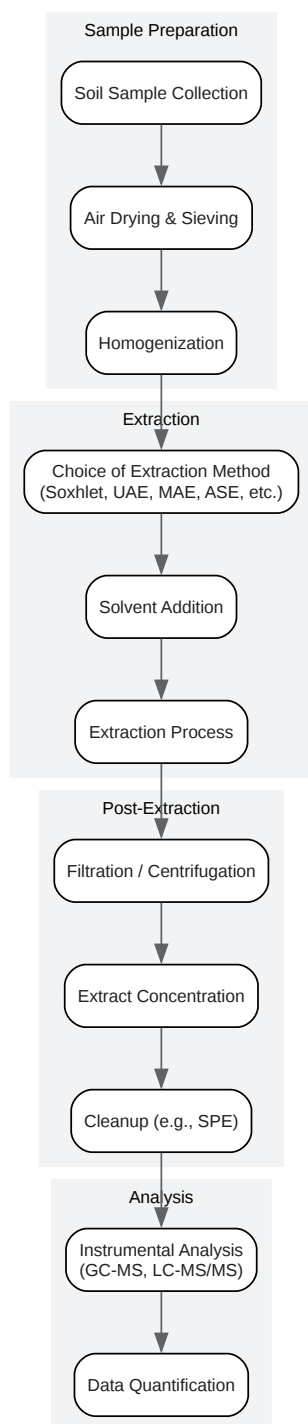 Sample Preparation
Soil Sample Collection
Air Drying & Sieving
Homogenization
Extraction
Choice of Extraction Method
(Soxhlet, UAE, MAE, ASE, etc.)
Solvent Addition
Extraction Process
Post-Extraction
Filtration / Centrifugation
Extract Concentration
Cleanup (e.g., SPE)
Analysis
Instrumental Analysis
(GC-MS, LC-MS/MS)
Data Quantification